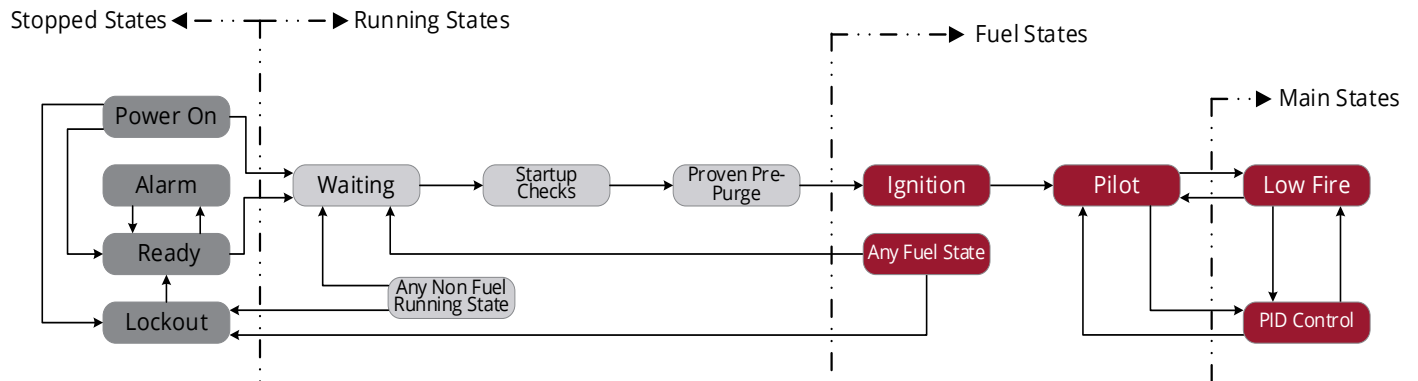 Stopped States
Running States
Fuel States
Main States
Power On
Alarm
Waiting
Startup
Checks
Proven Pre-
Purge
Ignition
Pilot
Low Fire
Ready
Any Fuel State
Any Non Fuel
Running State
Lockout
PID Control